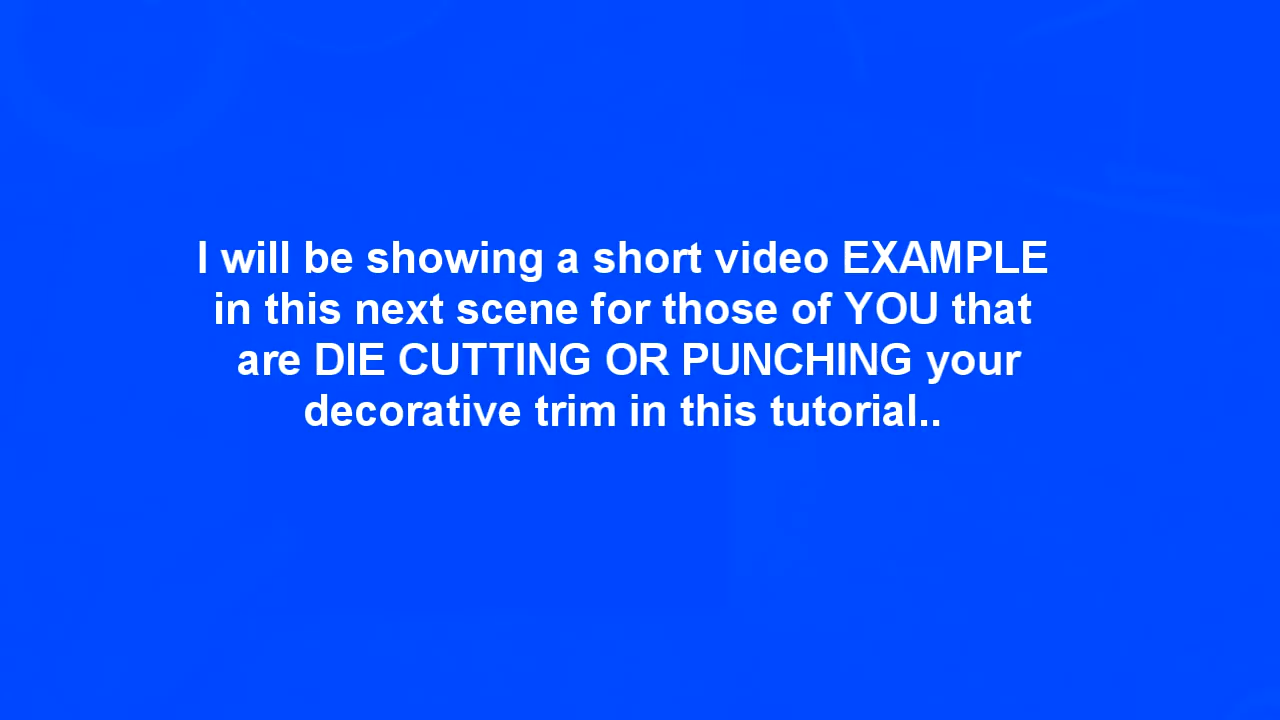 I will be showing a short video EXAMPLE
in this next scene for those of YOU that
are DIE CUTTING OR PUNCHING your
decorative trim in this tutorial..